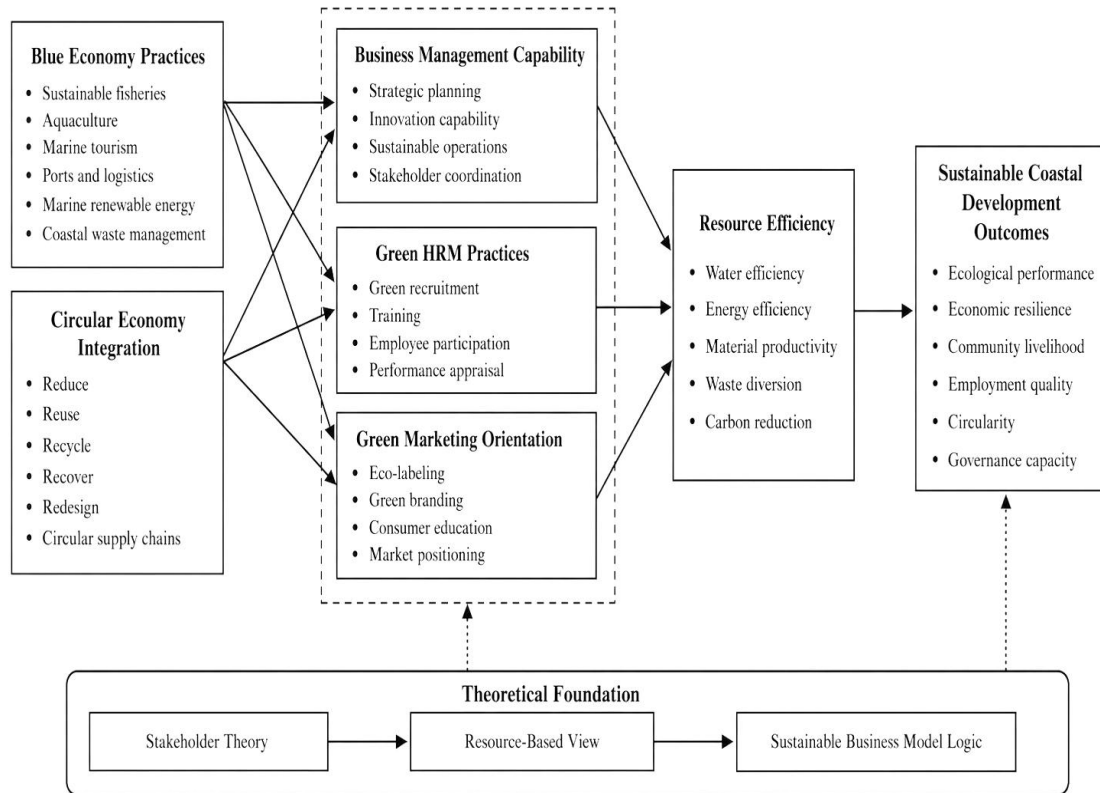 Blue Economy Practices
• Sustainable fisheries
• Aquaculture
• Marine tourism
• Ports and logistics
• Marine renewable energy
• Coastal waste management
Circular Economy
Integration
• Reduce
• Reuse
• Recycle
• Recover
• Redesign
• Circular supply chains
Business Management Capability
• Strategic planning
• Innovation capability
• Sustainable operations
• Stakeholder coordination
Green HRM Practices
• Green recruitment
• Training
• Employee participation
• Performance appraisal
Green Marketing Orientation
• Eco-labeling
• Green branding
• Consumer education
• Market positioning
Resource Efficiency
• Water efficiency
• Energy efficiency
• Material productivity
• Waste diversion
• Carbon reduction
Sustainable Coastal
Development
Outcomes
• Ecological performance
• Economic resilience
• Community livelihood
• Employment quality
• Circularity
• Governance capacity
Theoretical Foundation
Stakeholder Theory
Resource-Based View
Sustainable Business Model Logic